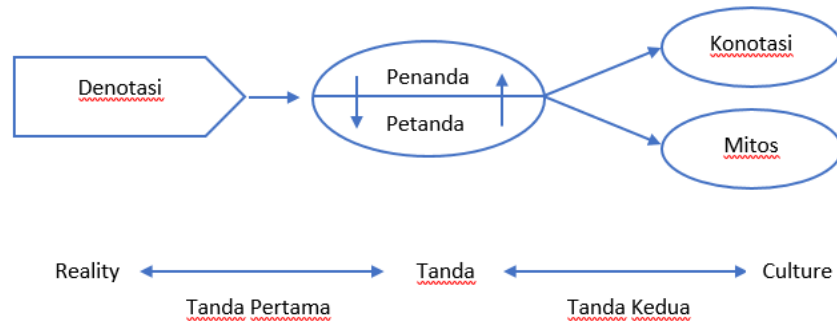 Konotasi
Denotasi
Penanda
Petanda
Mitos
Reality
Tanda
Culture
Tanda Pertama
Tanda Kedua